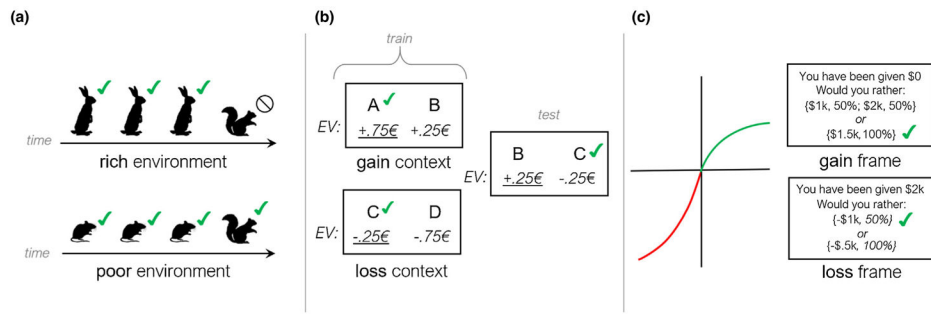 (a)
time
rich environment
time
poor environment
(b)
train
A B
EV: +.75€ +.25€
gain context
C D
EV: -.25€ -.75€
loss context
test
B C
EV: +.25€ -.25€
(c)
You have been given $0
Would you rather:
{$1k, 50%; $2k, 50%}
or
{$1.5k,100%}
gain frame
You have been given $2k
Would you rather:
{-$1k, 50%}
or
{-$.5k, 100%}
loss frame